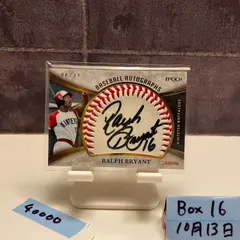 BASEBALL AUTOGRAPHS
EPOCH
Ralph Bryant 16
RALPH BRYANT
40000
Box 16
10月13日